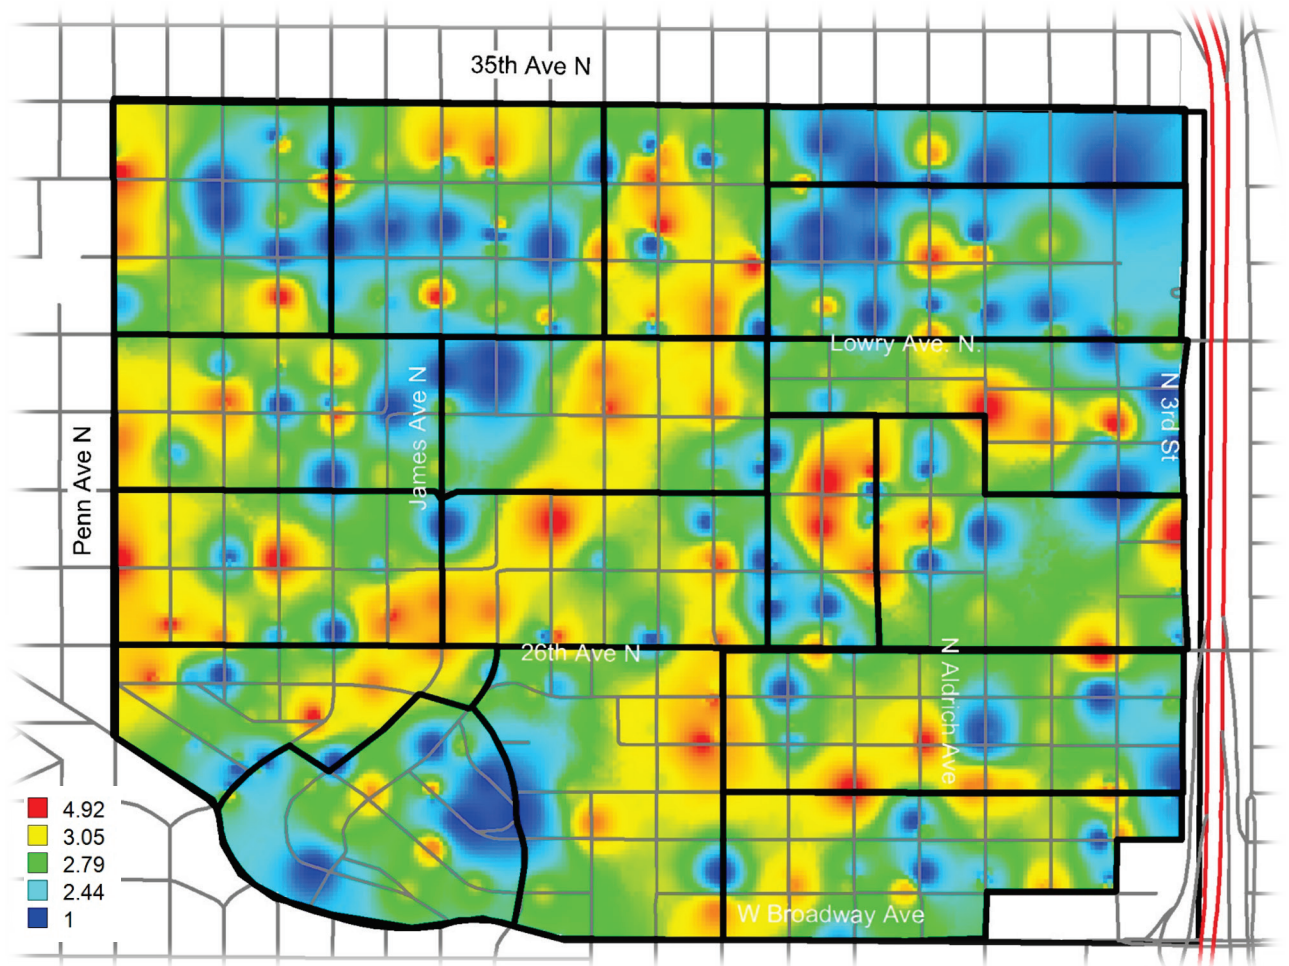 35th Ave N
Lowry Ave. N.
James Ave N
N 3rd St
Penn Ave N
26th Ave N
N Aldrich Ave
4.92
3.05
2.79
2.44
1
W Broadway Ave